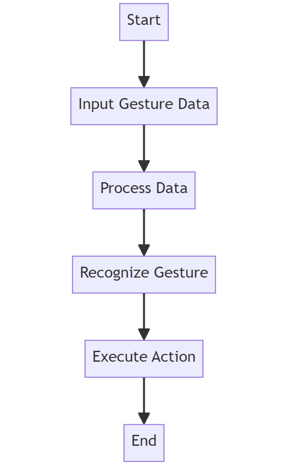 Start
Input Gesture Data
Process Data
Recognize Gesture
Execute Action
End